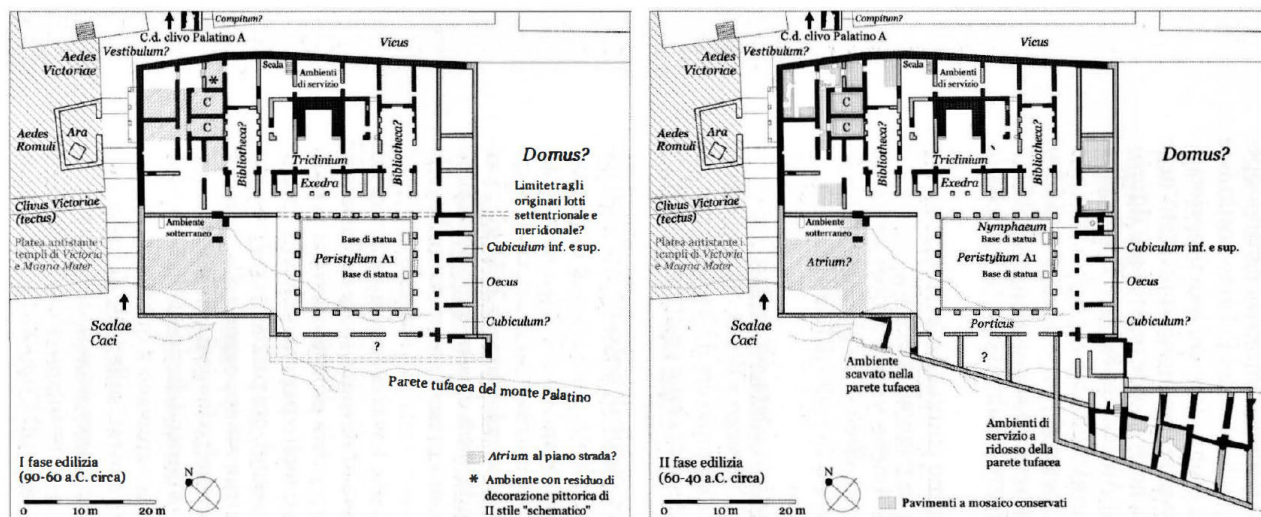 Compitum?
C.d. clivo Palatino A
Vestibulum?
Vicus
Aedes
Victoriae
Scala
Ambienti
di servizio
*
C
C
Ara
Aedes
Romuli
Bibliotheca?
Bibliotheca?
Triclinium
Exedra
Domus?
Limite tra gli
originari lotti
settentrionale e
meridionale?
Clivus Victoriae
(tectus)
Platea antistante i
templi di Victoria
e Magna Mater
Ambiente
sotterraneo
Base di statua
Peristylium A1
Base di statua
Cubiculum inf. e sup.
Oecus
Cubiculum?
Scalae
Caci
?
Parete tufacea del monte Palatino
I fase edilizia
(90-60 a.C. circa)
N
0 m 10 m 20 m
Atrium al piano strada?
* Ambiente con residuo di
decorazione pittorica di
II stile "schematico"
Compitum?
C.d. clivo Palatino A
Vestibulum?
Vicus
Aedes
Victoriae
Scala
Ambienti
di servizio
C
C
Ara
Aedes
Romuli
Bibliotheca?
Bibliotheca?
Triclinium
Exedra
Domus?
Clivus Victoriae
(tectus)
Platea antistante i
templi di Victoria
e Magna Mater
Ambiente
sotterraneo
Atrium?
Nymphaeum
Base di statua
Peristylium A1
Base di statua
Cubiculum inf. e sup.
Oecus
Cubiculum?
Scalae
Caci
Porticus
?
Ambiente
scavato nella
parete tufacea
Ambienti di
servizio a
ridosso della
parete tufacea
II fase edilizia
(60-40 a.C. circa)
N
0 m 10 m 20 m
Pavimenti a mosaico conservati